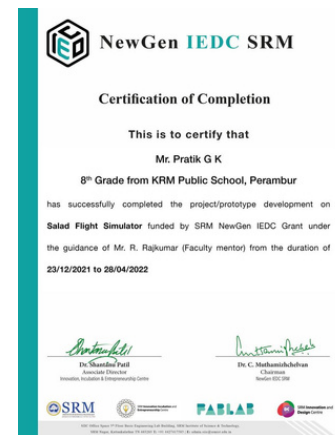 NewGen IEDC SRM
Certification of Completion
This is to certify that
Mr. Pratik G K
8th Grade from KRM Public School, Perambur
has successfully completed the project/prototype development on
Salad Flight Simulator funded by SRM NewGen IEDC Grant under
the guidance of Mr. R. Rajkumar (Faculty mentor) from the duration of
23/12/2021 to 28/04/2022
Dr. Shantanu Patil
Associate Director
Innovation, Incubation & Entrepreneurship Centre
Dr. C. Muthamizhchelvan
Chairman
NewGen IEDC SRM
SRM
FABLAB